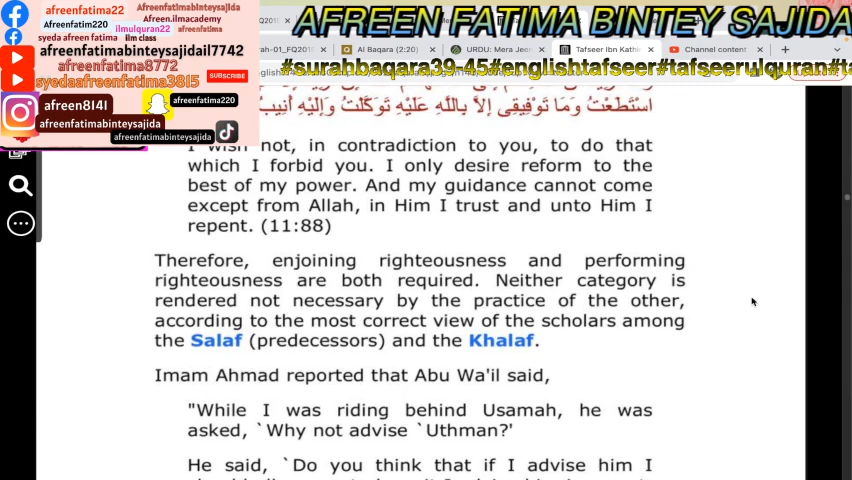 AFREEN FATIMA BINTEY SAJIDA
afreenfatima22
Afreenfatimabinteysajida
Afreen.ilmacademy
ilmulquran22
afreenfatima
Afreenfatim220
syeda afreen fatima
ilm class
afreenfatimabinteysajidail7742
afreenfatima8772
SUBSCRIBE
syedaafreenfatima3815
afreen8141
afreenfatima220
afreenfatimabinteysajida
afreenfatimabinteysajida
Al Baqara (2:20)
URDU: Mera Jeen
Tafseer Ibn Kathi
Channel content
#surahbaqara39-45#englishtafseer#tafseerulquran#ta
اسْتَطَعْتُ وَمَا تَوْفِيقِى إِلاَّ بِاللَّهِ عَلَيْهِ تَوَكَّلْتُ وَإِلَيْهِ أُنِيبُ
I wish not, in contradiction to you, to do that
which I forbid you. I only desire reform to the
best of my power. And my guidance cannot come
except from Allah, in Him I trust and unto Him I
repent. (11:88)
Therefore, enjoining righteousness and performing
righteousness are both required. Neither category is
rendered not necessary by the practice of the other,
according to the most correct view of the scholars among
the Salaf (predecessors) and the Khalaf.
Imam Ahmad reported that Abu Wa'il said,
"While I was riding behind Usamah, he was
asked, `Why not advise `Uthman?'
He said, `Do you think that if I advise him I